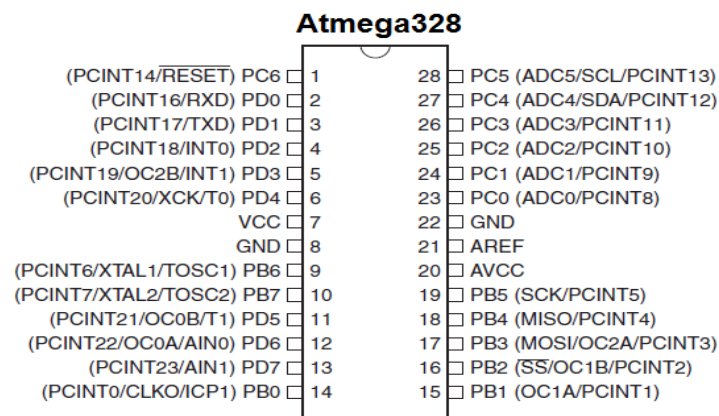 Atmega328
(PCINT14/RESET) PC6 1 28 PC5 (ADC5/SCL/PCINT13)
(PCINT16/RXD) PD0 2 27 PC4 (ADC4/SDA/PCINT12)
(PCINT17/TXD) PD1 3 26 PC3 (ADC3/PCINT11)
(PCINT18/INT0) PD2 4 25 PC2 (ADC2/PCINT10)
(PCINT19/OC2B/INT1) PD3 5 24 PC1 (ADC1/PCINT9)
(PCINT20/XCK/T0) PD4 6 23 PC0 (ADC0/PCINT8)
VCC 7 22 GND
GND 8 21 AREF
(PCINT6/XTAL1/TOSC1) PB6 9 20 AVCC
(PCINT7/XTAL2/TOSC2) PB7 10 19 PB5 (SCK/PCINT5)
(PCINT21/OC0B/T1) PD5 11 18 PB4 (MISO/PCINT4)
(PCINT22/OC0A/AIN0) PD6 12 17 PB3 (MOSI/OC2A/PCINT3)
(PCINT23/AIN1) PD7 13 16 PB2 (SS/OC1B/PCINT2)
(PCINT0/CLKO/ICP1) PB0 14 15 PB1 (OC1A/PCINT1)